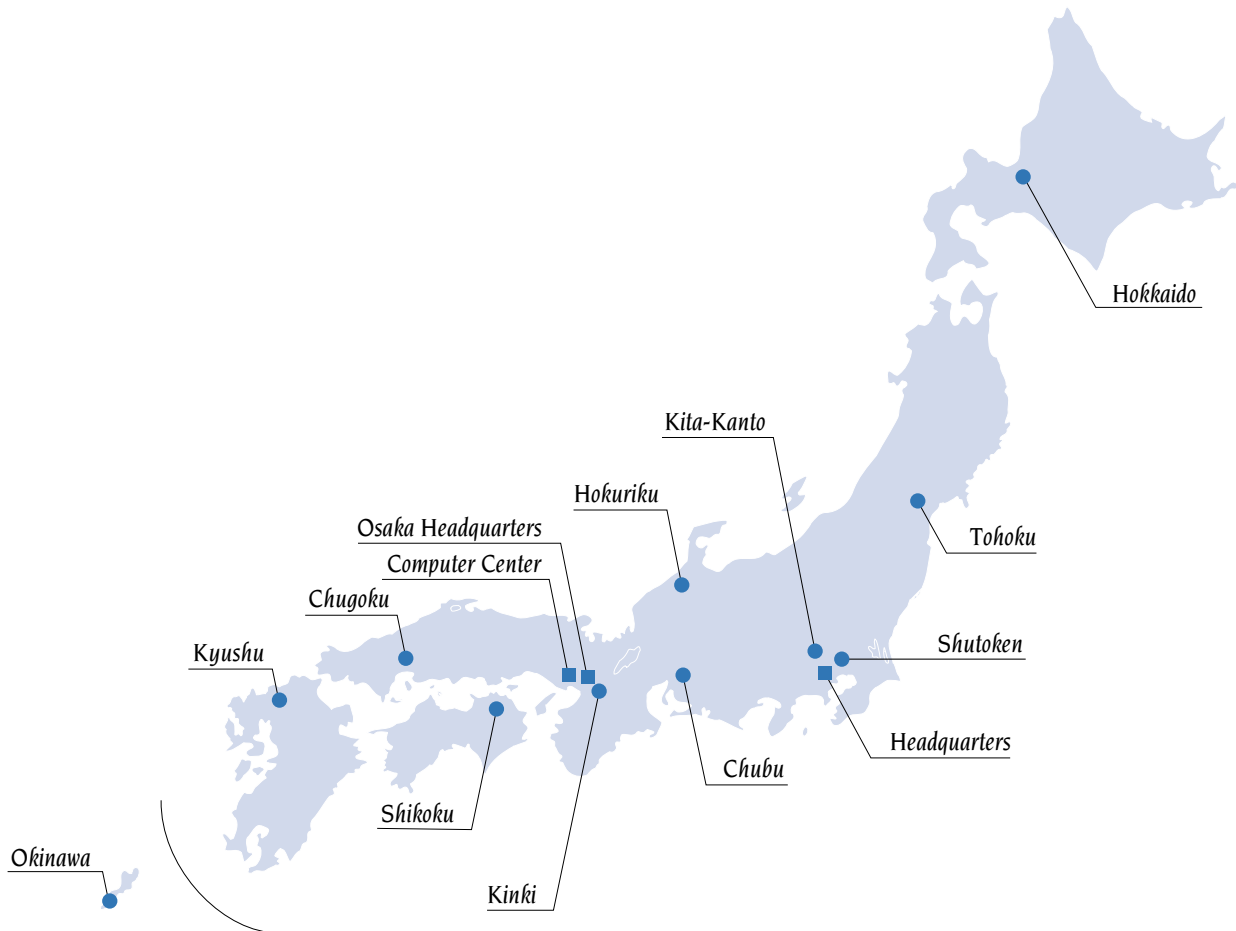 Hokkaido
Kita-Kanto
Hokuriku
Osaka Headquarters
Tohoku
Computer Center
Chugoku
Kyushu
Shutoken
Headquarters
Chubu
Shikoku
Okinawa
Kinki